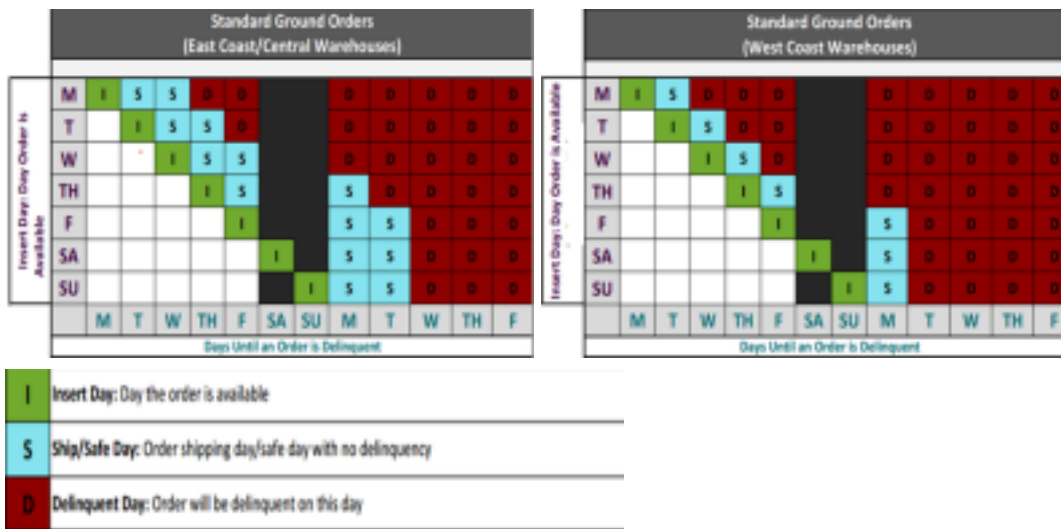 Standard Ground Orders
(East Coast/Central Warehouses)
Insert Day: Day Order is
Available
M I S S D D D D D D D
T I S S D D D D D D
W I S S D D D D D
TH I S S D D D D
F I S S D D D
SA I S S D D D
SU I S S D D D
M T W TH F SA SU M T W TH F
Days Until an Order is Delinquent
Standard Ground Orders
(West Coast Warehouses)
Insert Day: Day Order is Available
M I S D D D D D D D D
T I S D D D D D D D
W I S D D D D D D
TH I S D D D D D
F I S D D D D
SA I S D D D D
SU I S D D D D
M T W TH F SA SU M T W TH F
Days Until an Order is Delinquent
I Insert Day: Day the order is available
S Ship/Safe Day: Order shipping day/safe day with no delinquency
D Delinquent Day: Order will be delinquent on this day